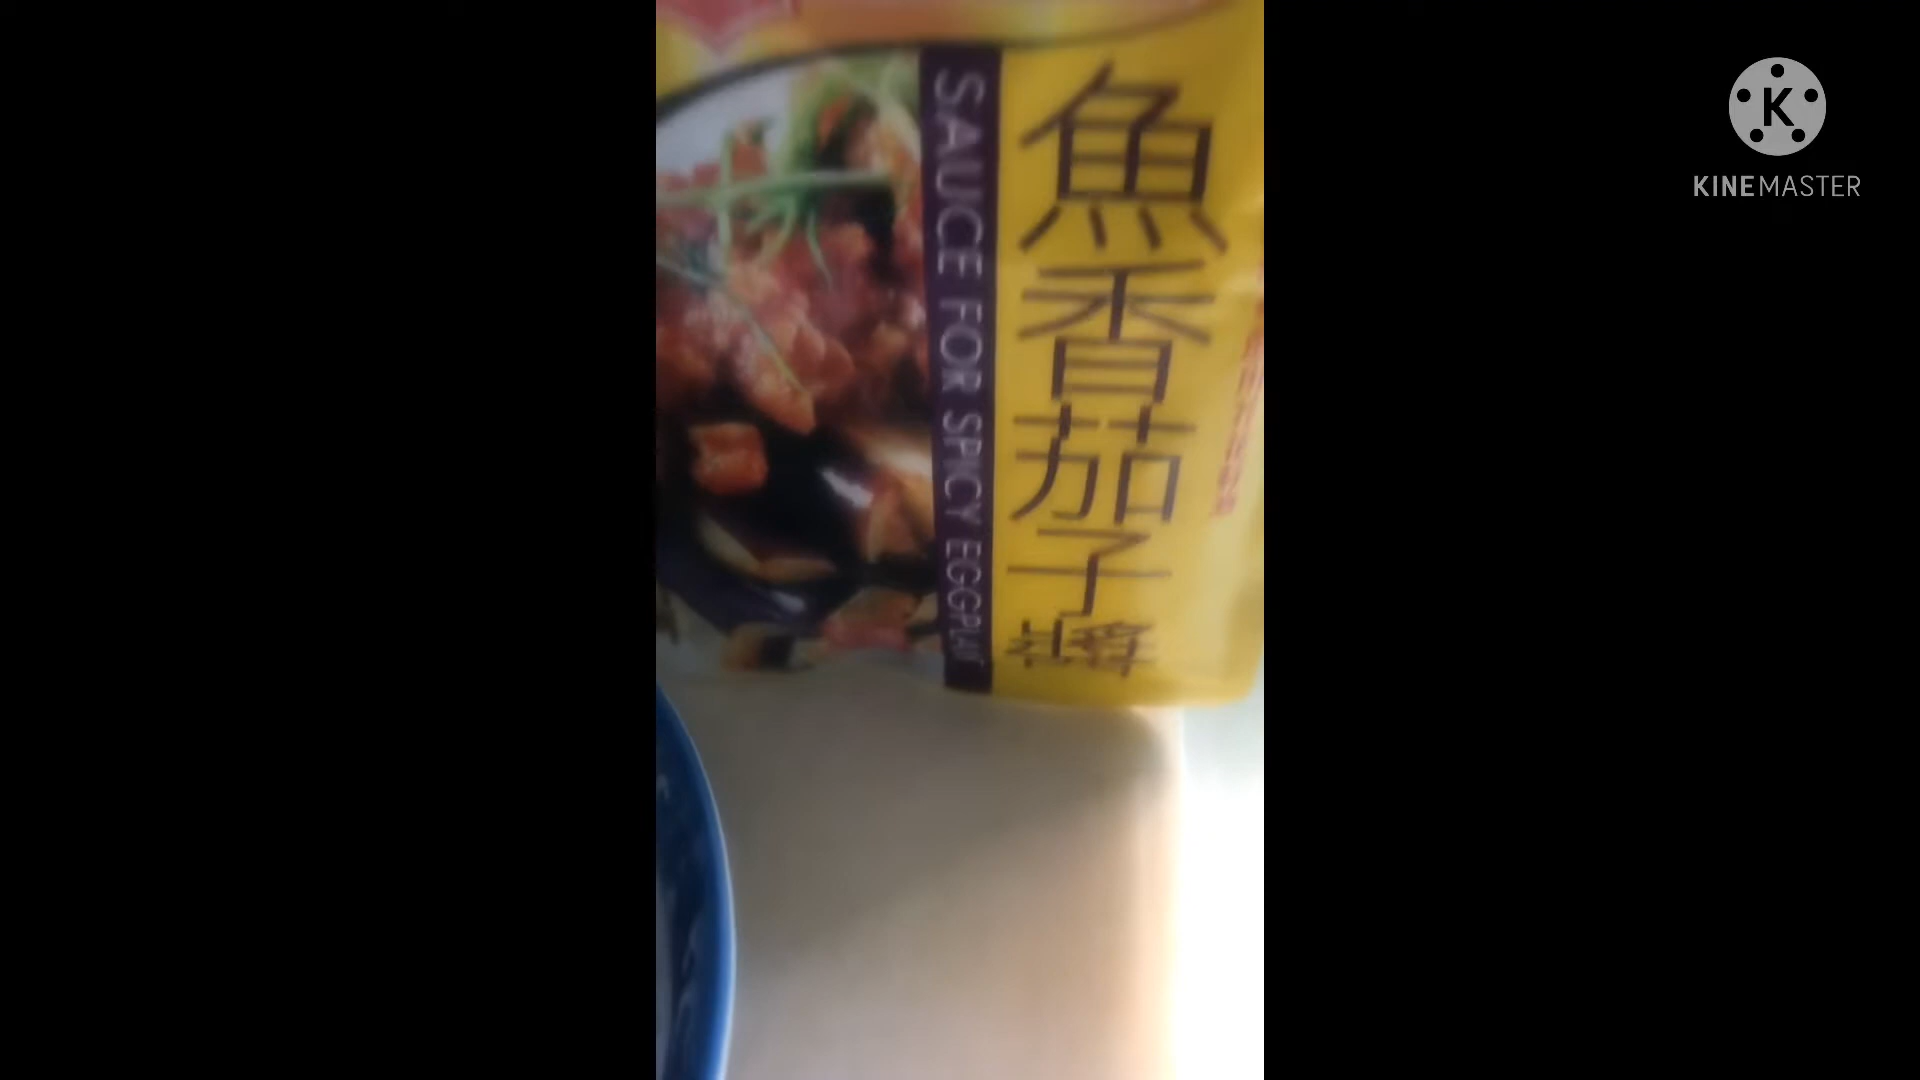 魚香茄子醬
SAUCE FOR SPICY EGGPLANT
K
KINEMASTER